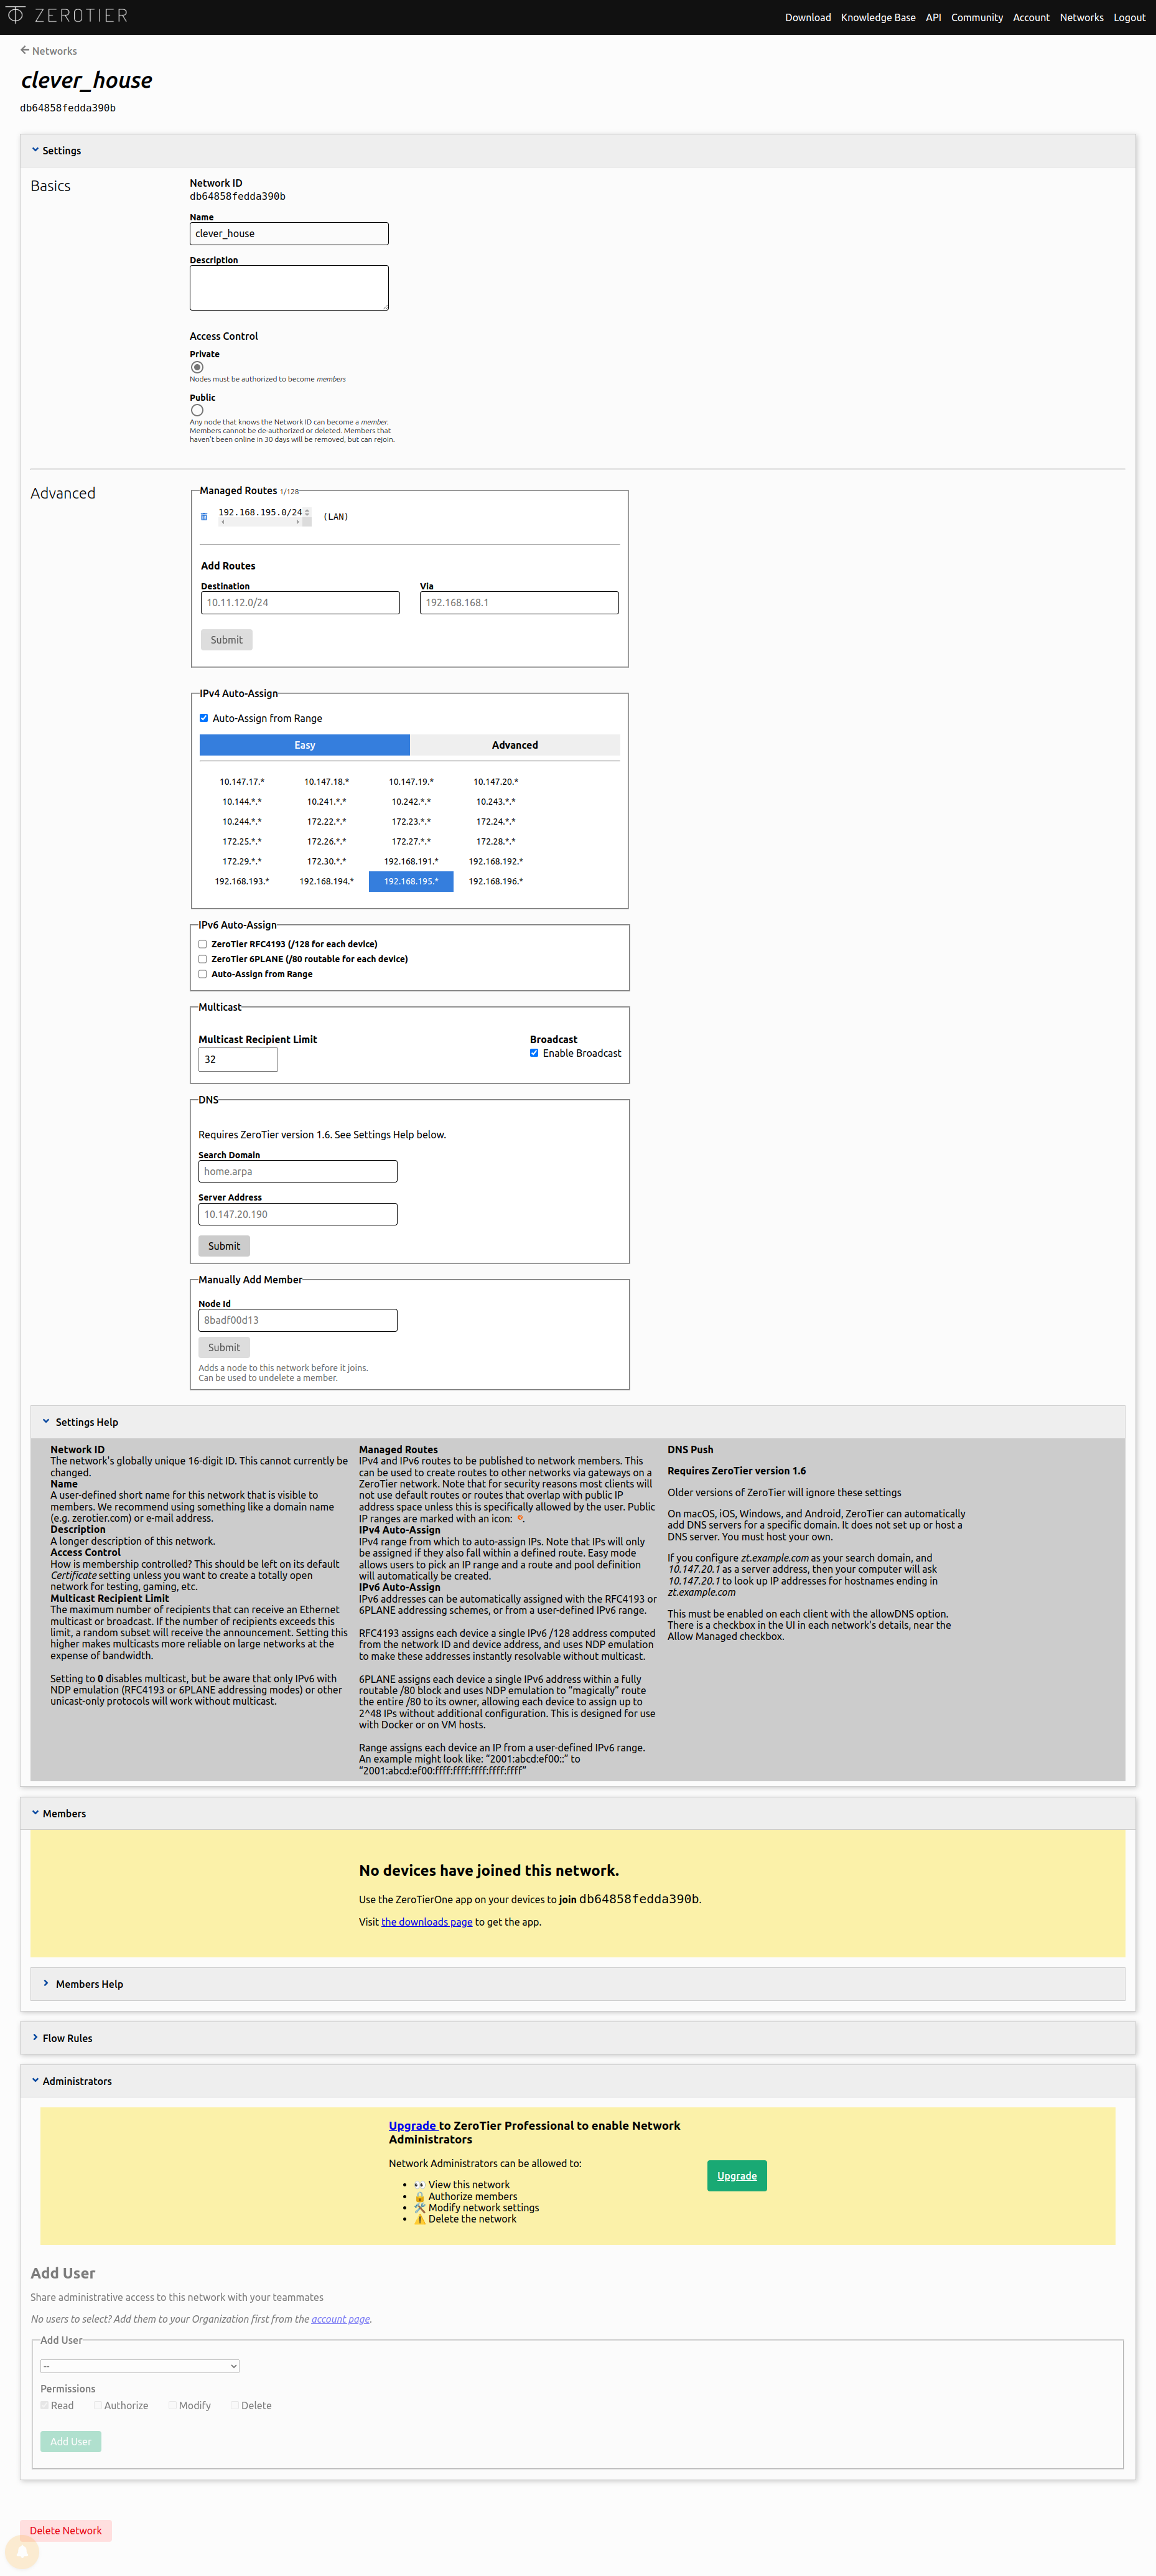 ZEROTIER
Download Knowledge Base API Community Account Networks Logout
Networks
clever_house
db64858fedda390b
Settings
Basics
Network ID
db64858fedda390b
Name
clever_house
Description
Access Control
Private
Nodes must be authorized to become members
Public
Any node that knows the Network ID can become a member.
Members cannot be de-authorized or deleted. Members that
haven't been online in 30 days will be removed, but can rejoin.
Advanced
Managed Routes 1/128
192.168.195.0/24 (LAN)
Add Routes
Destination Via
10.11.12.0/24 192.168.168.1
Submit
IPv4 Auto-Assign
Auto-Assign from Range
Easy Advanced
10.147.17.* 10.147.18.* 10.147.19.* 10.147.20.*
10.144.*.* 10.241.*.* 10.242.*.* 10.243.*.*
10.244.*.* 172.22.*.* 172.23.*.* 172.24.*.*
172.25.*.* 172.26.*.* 172.27.*.* 172.28.*.*
172.29.*.* 172.30.*.* 192.168.191.* 192.168.192.*
192.168.193.* 192.168.194.* 192.168.195.* 192.168.196.*
IPv6 Auto-Assign
ZeroTier RFC4193 (/128 for each device)
ZeroTier 6PLANE (/80 routable for each device)
Auto-Assign from Range
Multicast
Multicast Recipient Limit Broadcast
32 Enable Broadcast
DNS
Requires ZeroTier version 1.6. See Settings Help below.
Search Domain
home.arpa
Server Address
10.147.20.190
Submit
Manually Add Member
Node Id
8badf00d13
Submit
Adds a node to this network before it joins.
Can be used to undelete a member.
Settings Help
Network ID
The network's globally unique 16-digit ID. This cannot currently be
changed.
Name
A user-defined short name for this network that is visible to
members. We recommend using something like a domain name
(e.g. zerotier.com) or e-mail address.
Description
A longer description of this network.
Access Control
How is membership controlled? This should be left on its default
Certificate setting unless you want to create a totally open
network for testing, gaming, etc.
Multicast Recipient Limit
The maximum number of recipients that can receive an Ethernet
multicast or broadcast. If the number of recipients exceeds this
limit, a random subset will receive the announcement. Setting this
higher makes multicasts more reliable on large networks at the
expense of bandwidth.
Setting to 0 disables multicast, but be aware that only IPv6 with
NDP emulation (RFC4193 or 6PLANE addressing modes) or other
unicast-only protocols will work without multicast.
Managed Routes
IPv4 and IPv6 routes to be published to network members. This
can be used to create routes to other networks via gateways on a
ZeroTier network. Note that for security reasons most clients will
not use default routes or routes that overlap with public IP
address space unless this is specifically allowed by the user. Public
IP ranges are marked with an icon: .
IPv4 Auto-Assign
IPv4 range from which to auto-assign IPs. Note that IPs will only
be assigned if they also fall within a defined route. Easy mode
allows users to pick an IP range and a route and pool definition
will automatically be created.
IPv6 Auto-Assign
IPv6 addresses can be automatically assigned with the RFC4193 or
6PLANE addressing schemes, or from a user-defined IPv6 range.
RFC4193 assigns each device a single IPv6 /128 address computed
from the network ID and device address, and uses NDP emulation
to make these addresses instantly resolvable without multicast.
6PLANE assigns each device a single IPv6 address within a fully
routable /80 block and uses NDP emulation to “magically” route
the entire /80 to its owner, allowing each device to assign up to
2^48 IPs without additional configuration. This is designed for use
with Docker or on VM hosts.
Range assigns each device an IP from a user-defined IPv6 range.
An example might look like: “2001:abcd:ef00::” to
“2001:abcd:ef00:ffff:ffff:ffff:ffff:ffff”
DNS Push
Requires ZeroTier version 1.6
Older versions of ZeroTier will ignore these settings
On macOS, iOS, Windows, and Android, ZeroTier can automatically
add DNS servers for a specific domain. It does not set up or host a
DNS server. You must host your own.
If you configure zt.example.com as your search domain, and
10.147.20.1 as a server address, then your computer will ask
10.147.20.1 to look up IP addresses for hostnames ending in
zt.example.com
This must be enabled on each client with the allowDNS option.
There is a checkbox in the UI in each network's details, near the
Allow Managed checkbox.
Members
No devices have joined this network.
Use the ZeroTierOne app on your devices to join db64858fedda390b.
Visit the downloads page to get the app.
Members Help
Flow Rules
Administrators
Upgrade to ZeroTier Professional to enable Network
Administrators
Network Administrators can be allowed to:
View this network
Authorize members
Modify network settings
Delete the network
Upgrade
Add User
Share administrative access to this network with your teammates
No users to select? Add them to your Organization first from the account page.
Add User
--
Permissions
Read Authorize Modify Delete
Add User
Delete Network